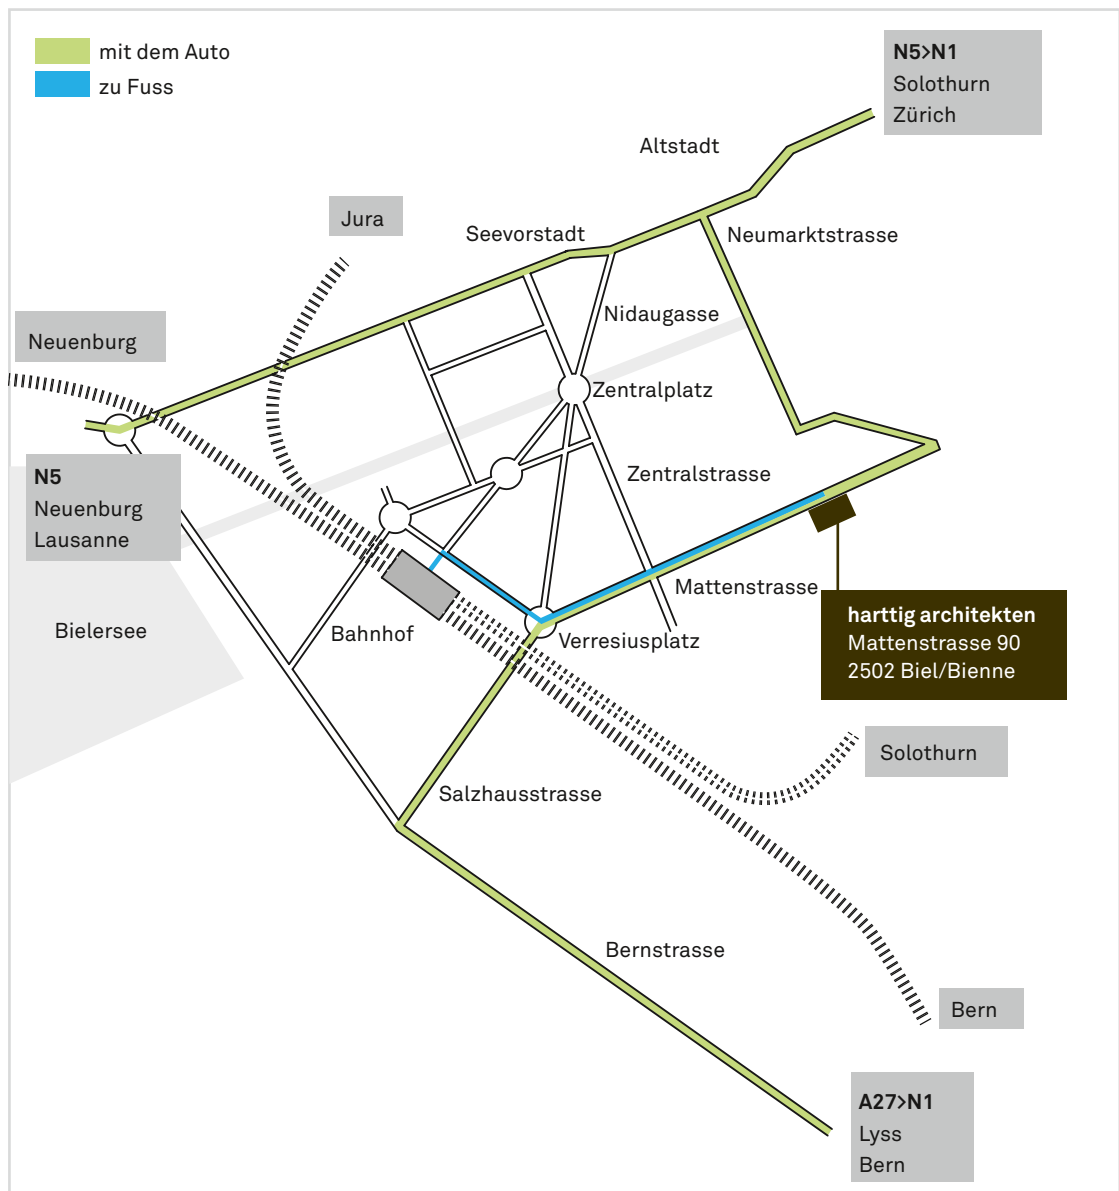 mit dem Auto
zu Fuss
N5>N1
Solothurn
Zürich
Altstadt
Jura
Seevorstadt
Neumarktstrasse
Nidaugasse
Neuenburg
Zentralplatz
N5
Neuenburg
Lausanne
Zentralstrasse
Mattenstrasse
harttig architekten
Mattenstrasse 90
2502 Biel/Bienne
Bielersee
Bahnhof
Verresiusplatz
Solothurn
Salzhausstrasse
Bernstrasse
Bern
A27>N1
Lyss
Bern